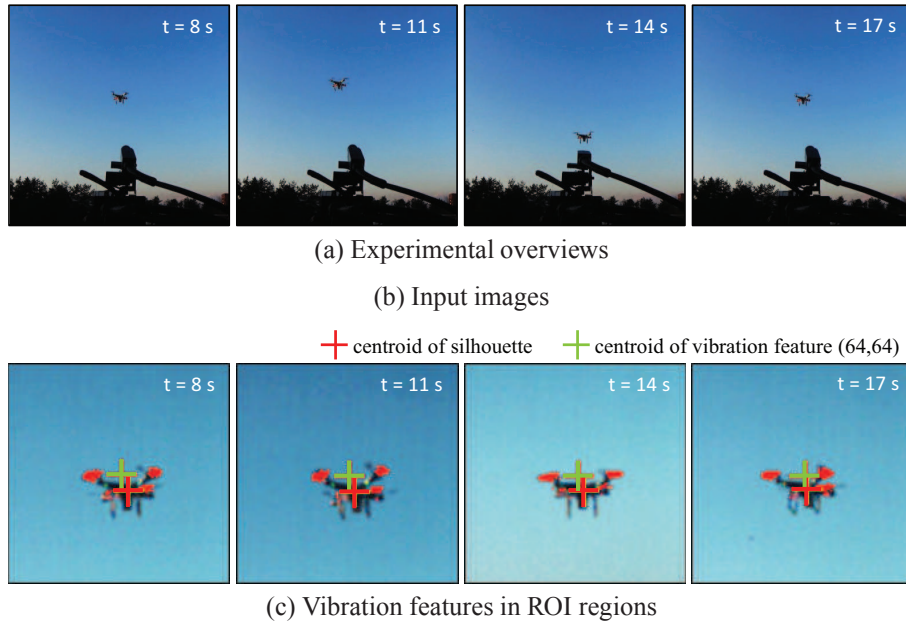 t = 8 s
t = 11 s
t = 14 s
t = 17 s
(a) Experimental overviews
(b) Input images
centroid of silhouette
centroid of vibration feature (64,64)
t = 8 s
t = 11 s
t = 14 s
t = 17 s
(c) Vibration features in ROI regions